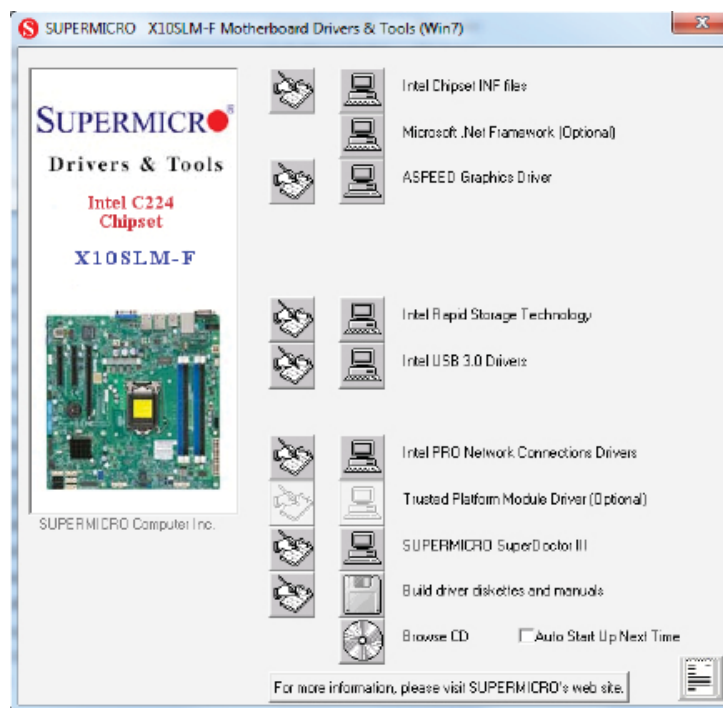 SUPERMICRO X10SLM-F Motherboard Drivers & Tools (Win7)
SUPERMICRO®
Drivers & Tools
Intel C224
Chipset
X10SLM-F
SUPERMICRO Computer Inc.
Intel Chipset INF files
Microsoft .Net Framework (Optional)
ASPEED Graphics Driver
Intel Rapid Storage Technology
Intel USB 3.0 Drivers
Intel PRO Network Connections Drivers
Trusted Platform Module Driver (Optional)
SUPERMICRO SuperDoctor III
Build driver diskettes and manuals
Browse CD
Auto Start Up Next Time
For more information, please visit SUPERMICRO's web site.